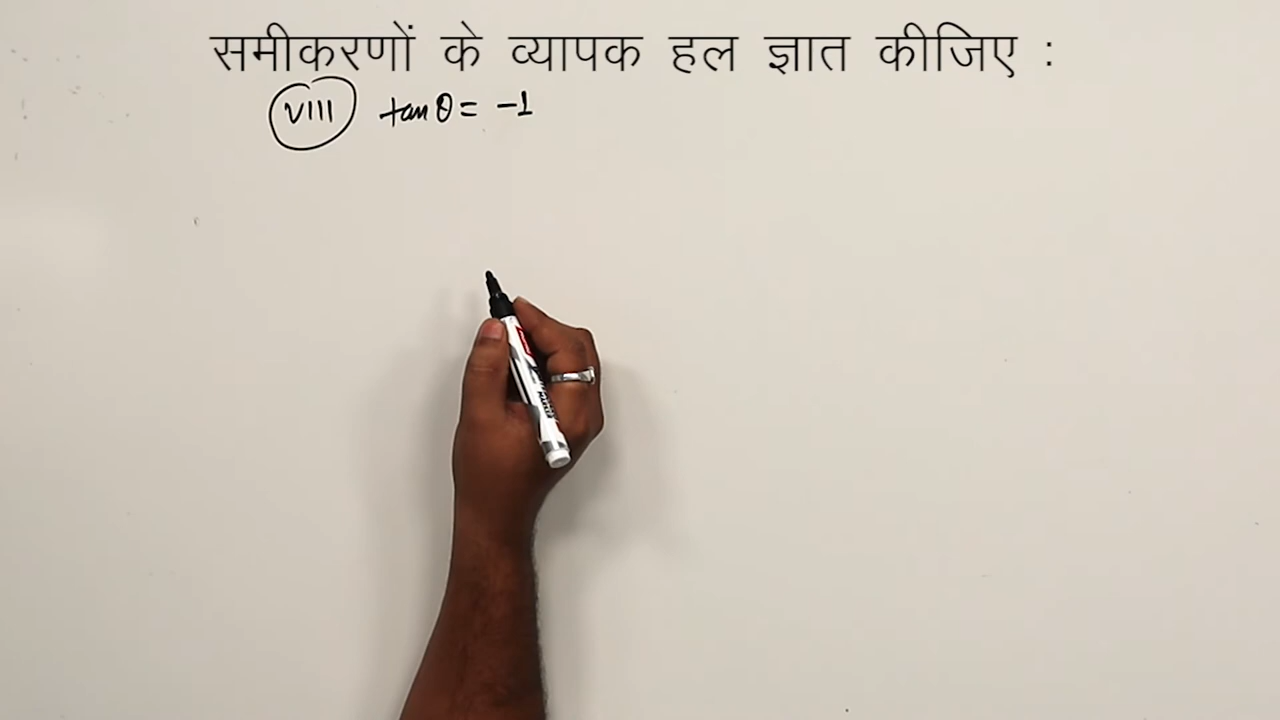 समीकरणों के व्यापक हल ज्ञात कीजिए :
VIII tan θ = -1